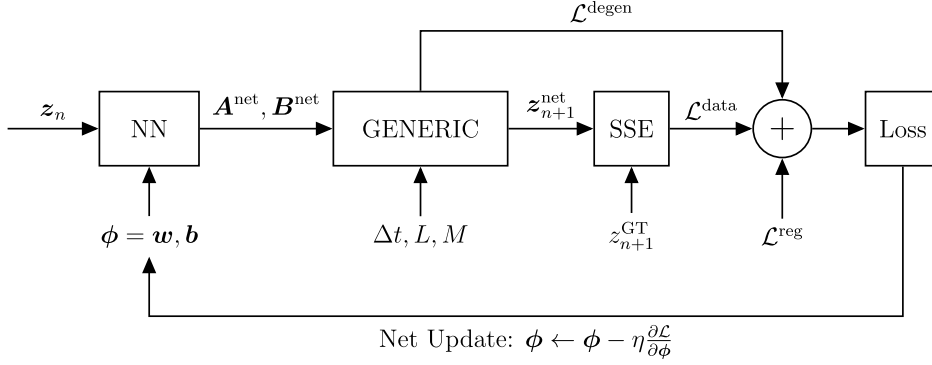 𝓛^degen
𝒛_n
NN
𝑨^net, 𝑩^net
GENERIC
𝒛^net_{n+1}
SSE
𝓛^data
+
Loss
𝝓 = 𝒘, 𝒃
Δt, L, M
z^GT_{n+1}
𝓛^reg
Net Update: 𝝓 ← 𝝓 − η ∂𝓛/∂𝝓